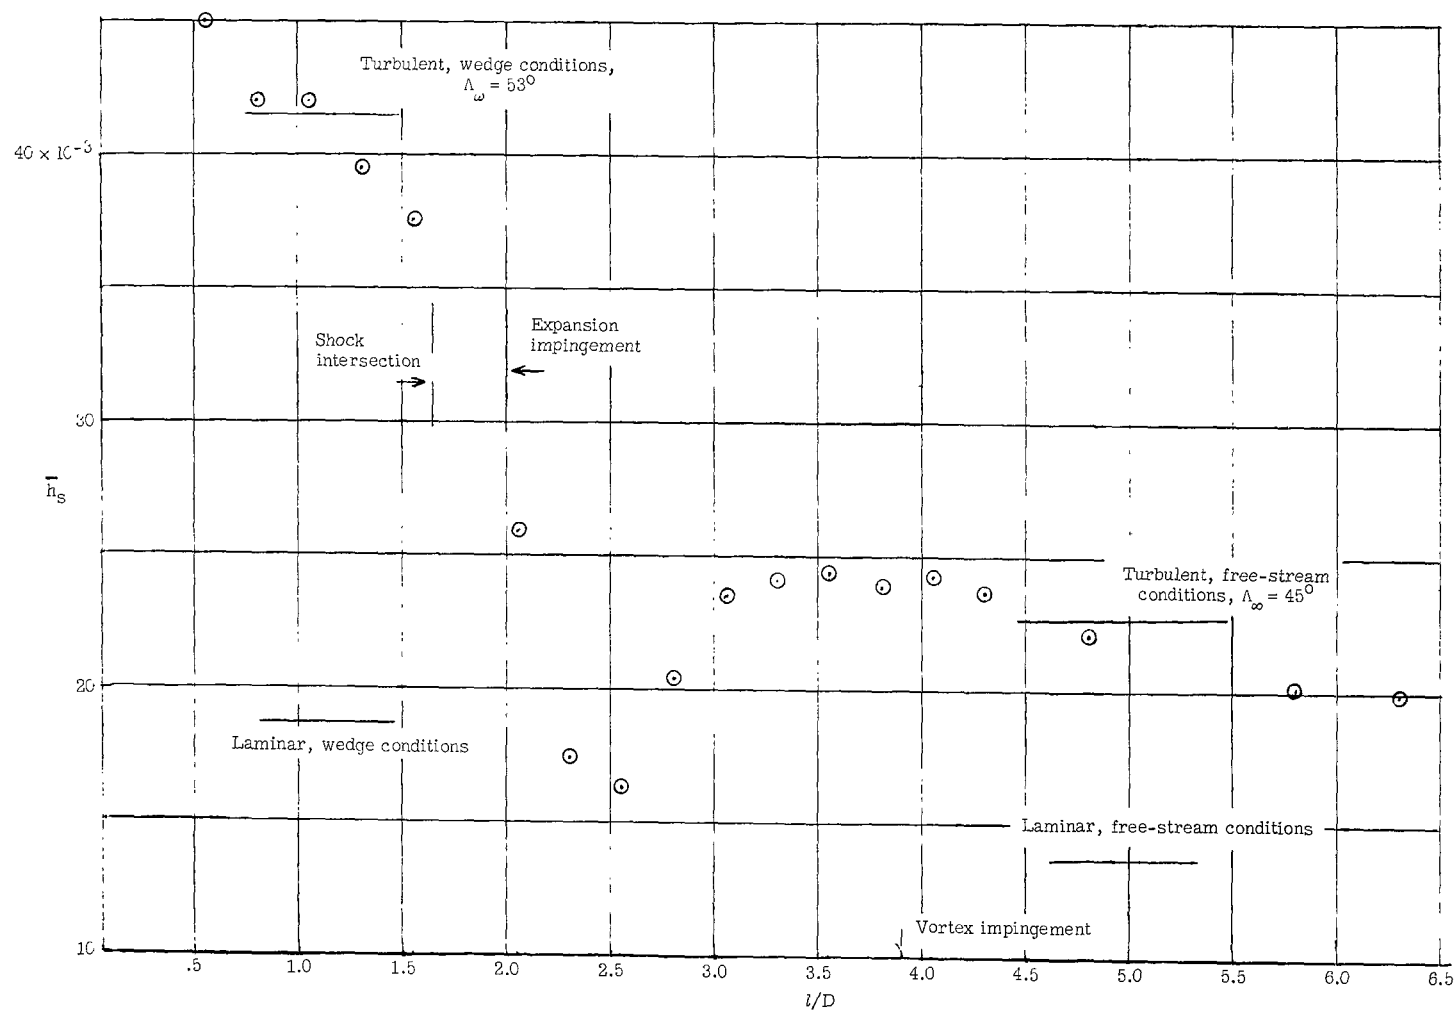 Turbulent, wedge conditions,
Λω = 53°
40 × 10⁻³
Shock
intersection
Expansion
impingement
30
h̄s
Turbulent, free-stream
conditions, Λ∞ = 45°
20
Laminar, wedge conditions
Laminar, free-stream conditions
Vortex impingement
10
.5 1.0 1.5 2.0 2.5 3.0 3.5 4.0 4.5 5.0 5.5 6.0 6.5
l/D